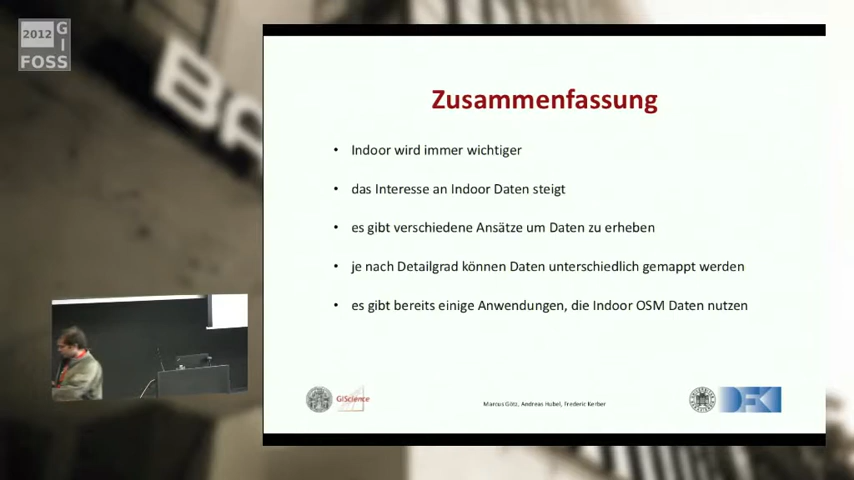 2012 GI
FOSS
BA
Zusammenfassung
• Indoor wird immer wichtiger
• das Interesse an Indoor Daten steigt
• es gibt verschiedene Ansätze um Daten zu erheben
• je nach Detailgrad können Daten unterschiedlich gemappt werden
• es gibt bereits einige Anwendungen, die Indoor OSM Daten nutzen
GIScience
Marcus Götz, Andreas Hubel, Frederic Kerber
DFKI